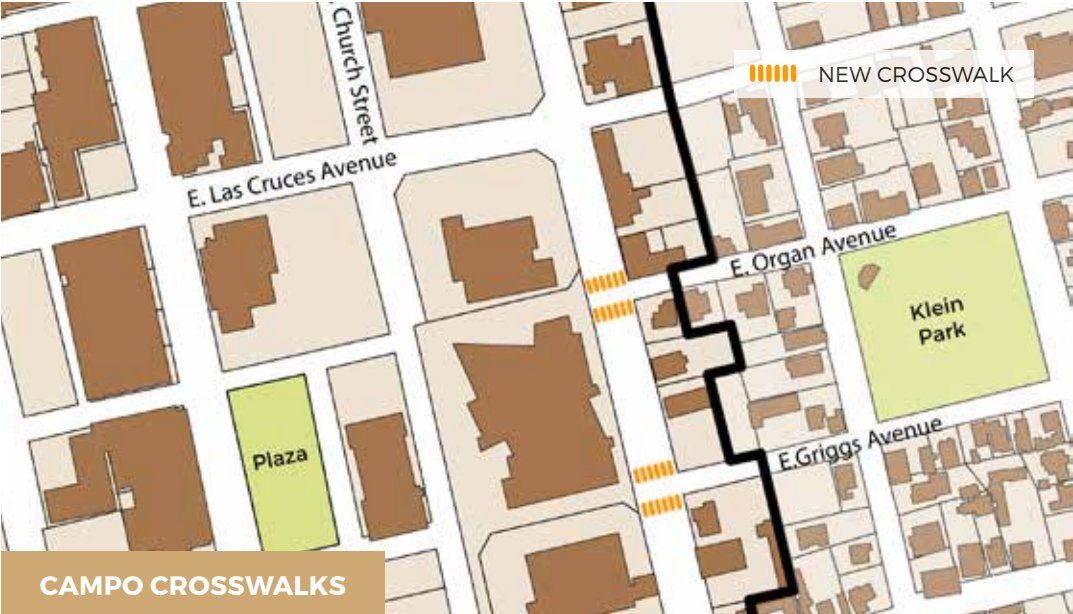 Church Street
NEW CROSSWALK
E. Las Cruces Avenue
E. Organ Avenue
Klein
Park
E.Griggs Avenue
Plaza
CAMPO CROSSWALKS